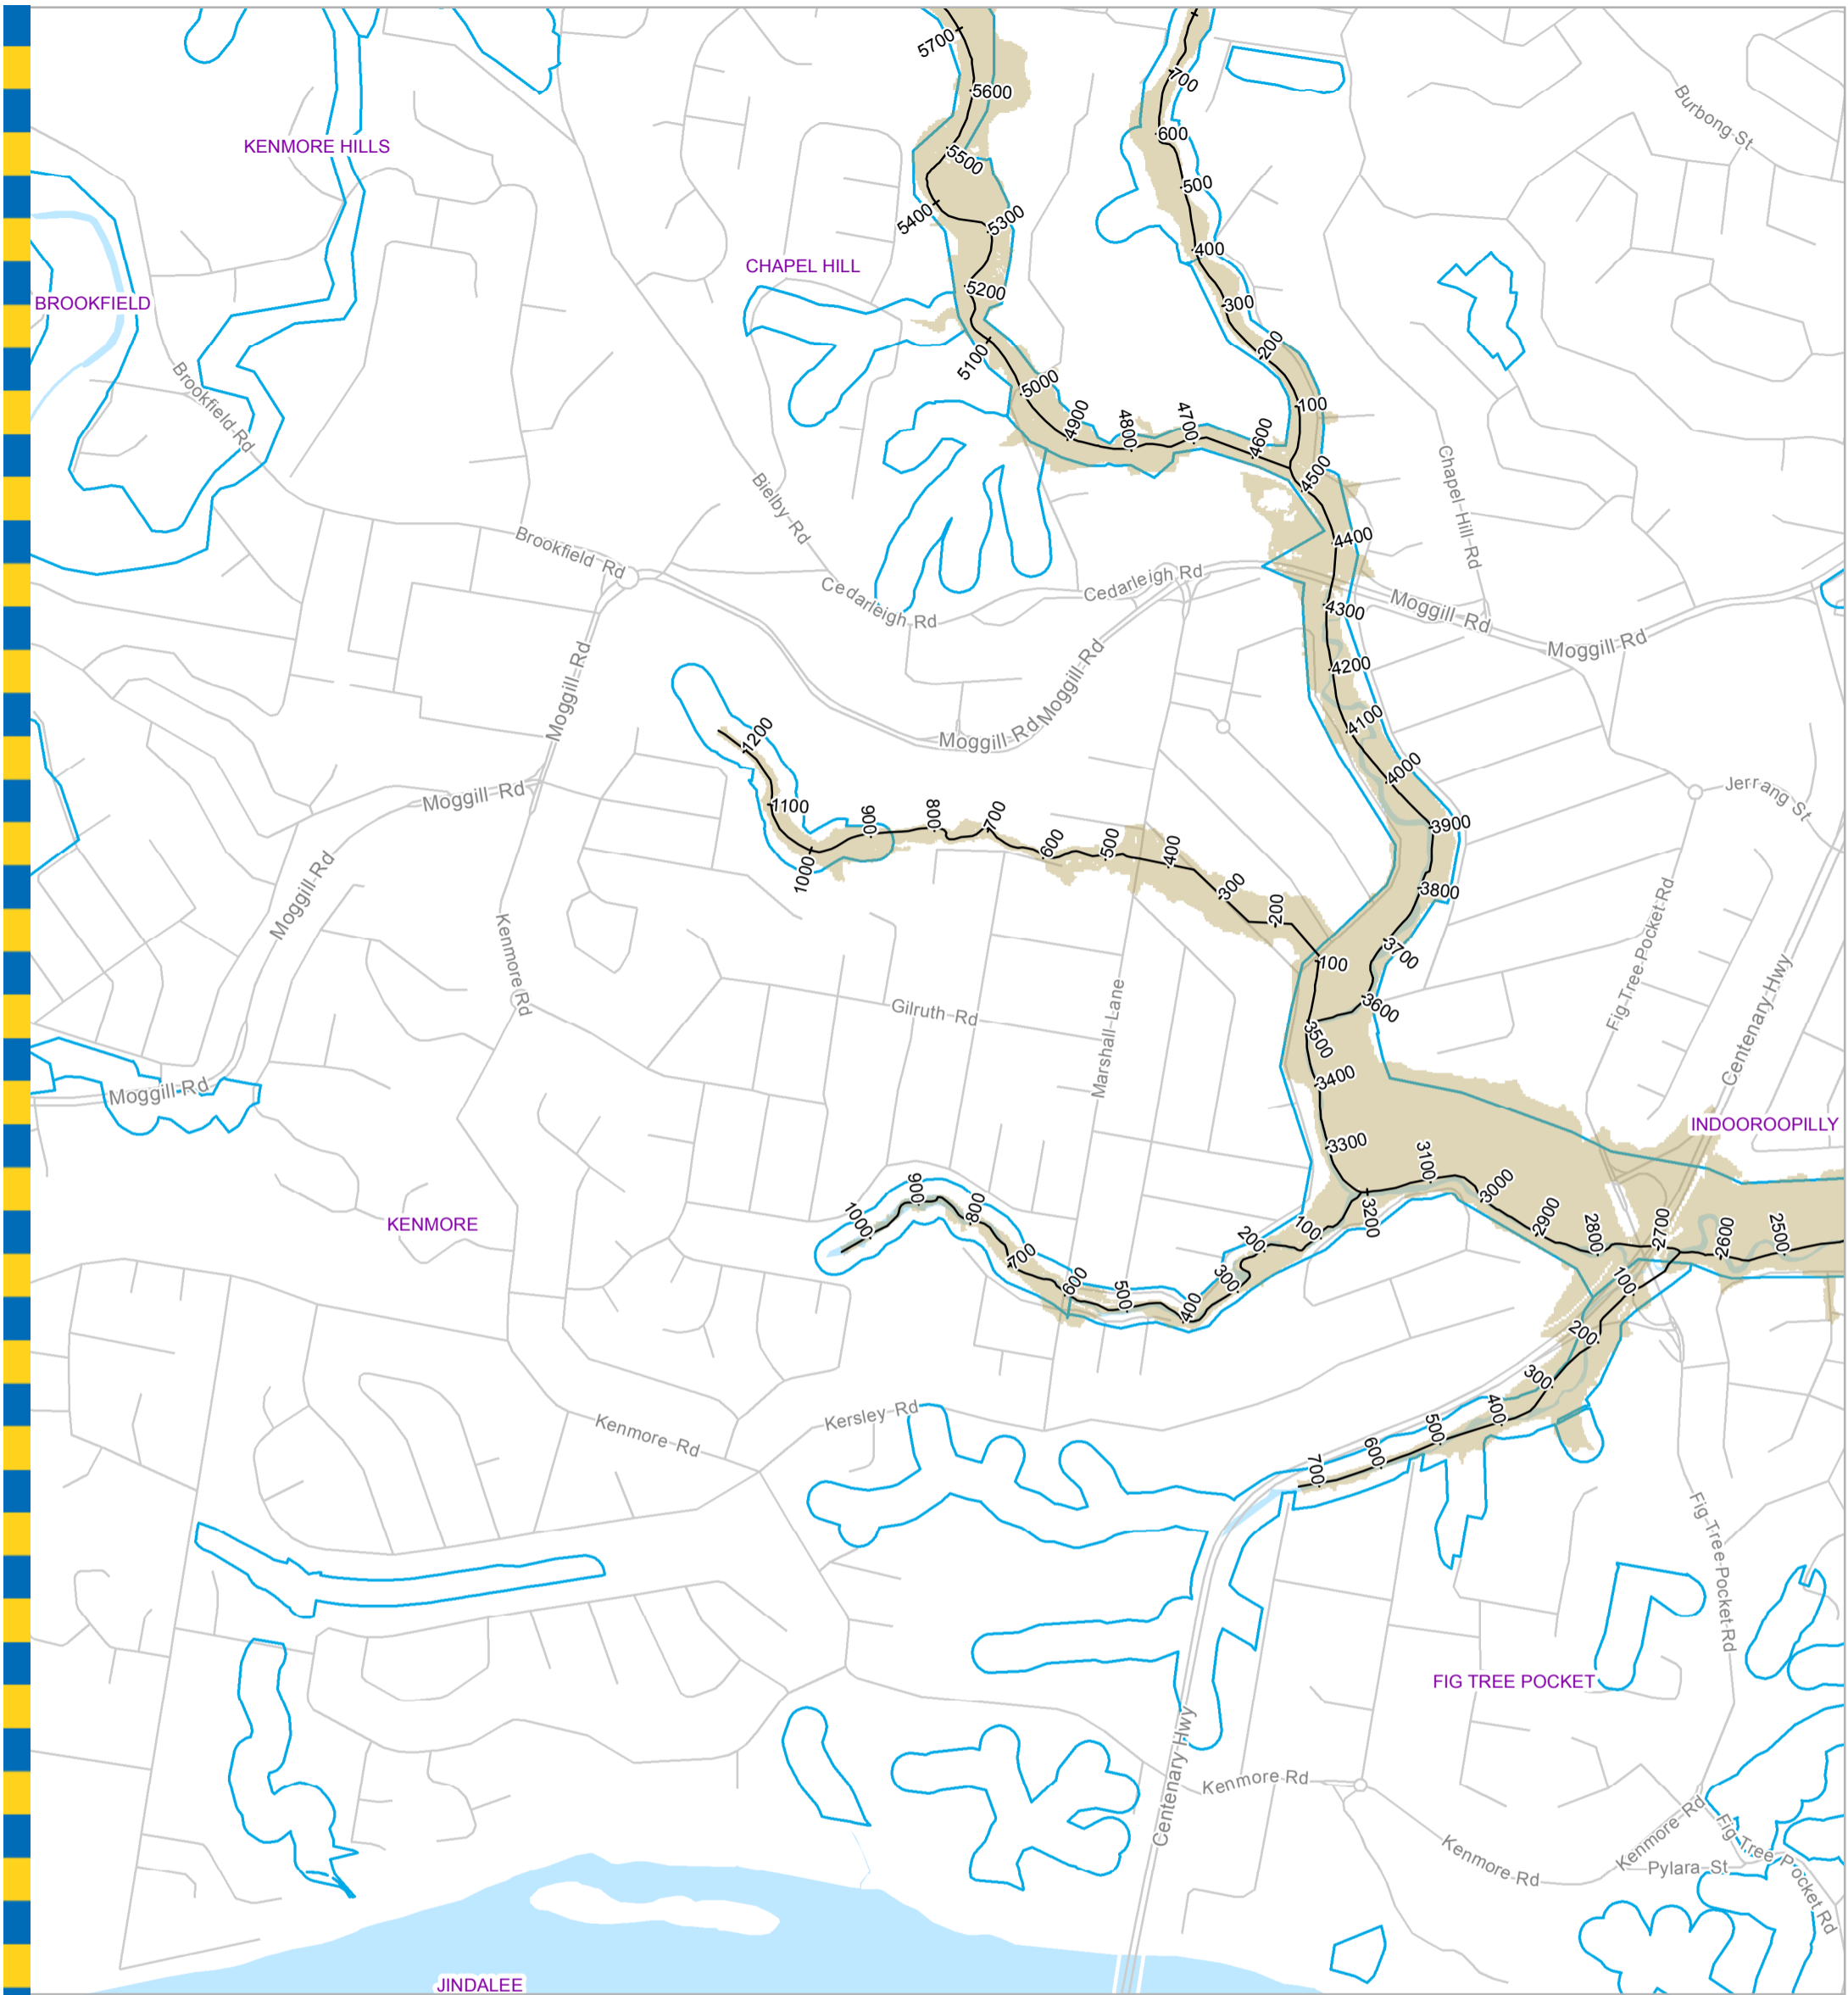 5700
5600
700
Burbong St
600
KENMORE HILLS
5500
500
5400
5300
400
CHAPEL HILL
5200
BROOKFIELD
300
200
5100
Brookfield Rd
5000
100
4900
4800
4700
4600
4500
Chapel-Hill-Rd
Bielby-Rd
4400
Brookfield Rd
Cedarleigh Rd
Cedarleigh-Rd
4300
Moggill Rd
Moggill-Rd
Moggill-Rd
Moggill-Rd
4200
4100
1200
Moggill-Rd
4000
Moggill-Rd
Jerrang St
1100
900
800
700
3900
600
500
400
1000
Moggill-Rd
300
3800
200
Fig-Tree-Pocket-Rd
Kenmore-Rd
3700
100
Centenary-Hwy
Gilruth-Rd
Marshall-Lane
3600
3500
3400
Moggill-Rd
INDOOROOPILLY
3300
3100
3000
900
1000
800
KENMORE
3200
2900
2800
2700
2600
2500
100
200
700
600
500
400
300
100
200
300
Kersley-Rd
400
Kenmore-Rd
500
600
700
Fig-Tree-Pocket-Rd
FIG TREE POCKET
Centenary-Hwy
Kenmore-Rd
Kenmore-Rd
Kenmore-Rd
Fig-Tree Pocket Rd
Pylara-St
JINDALEE